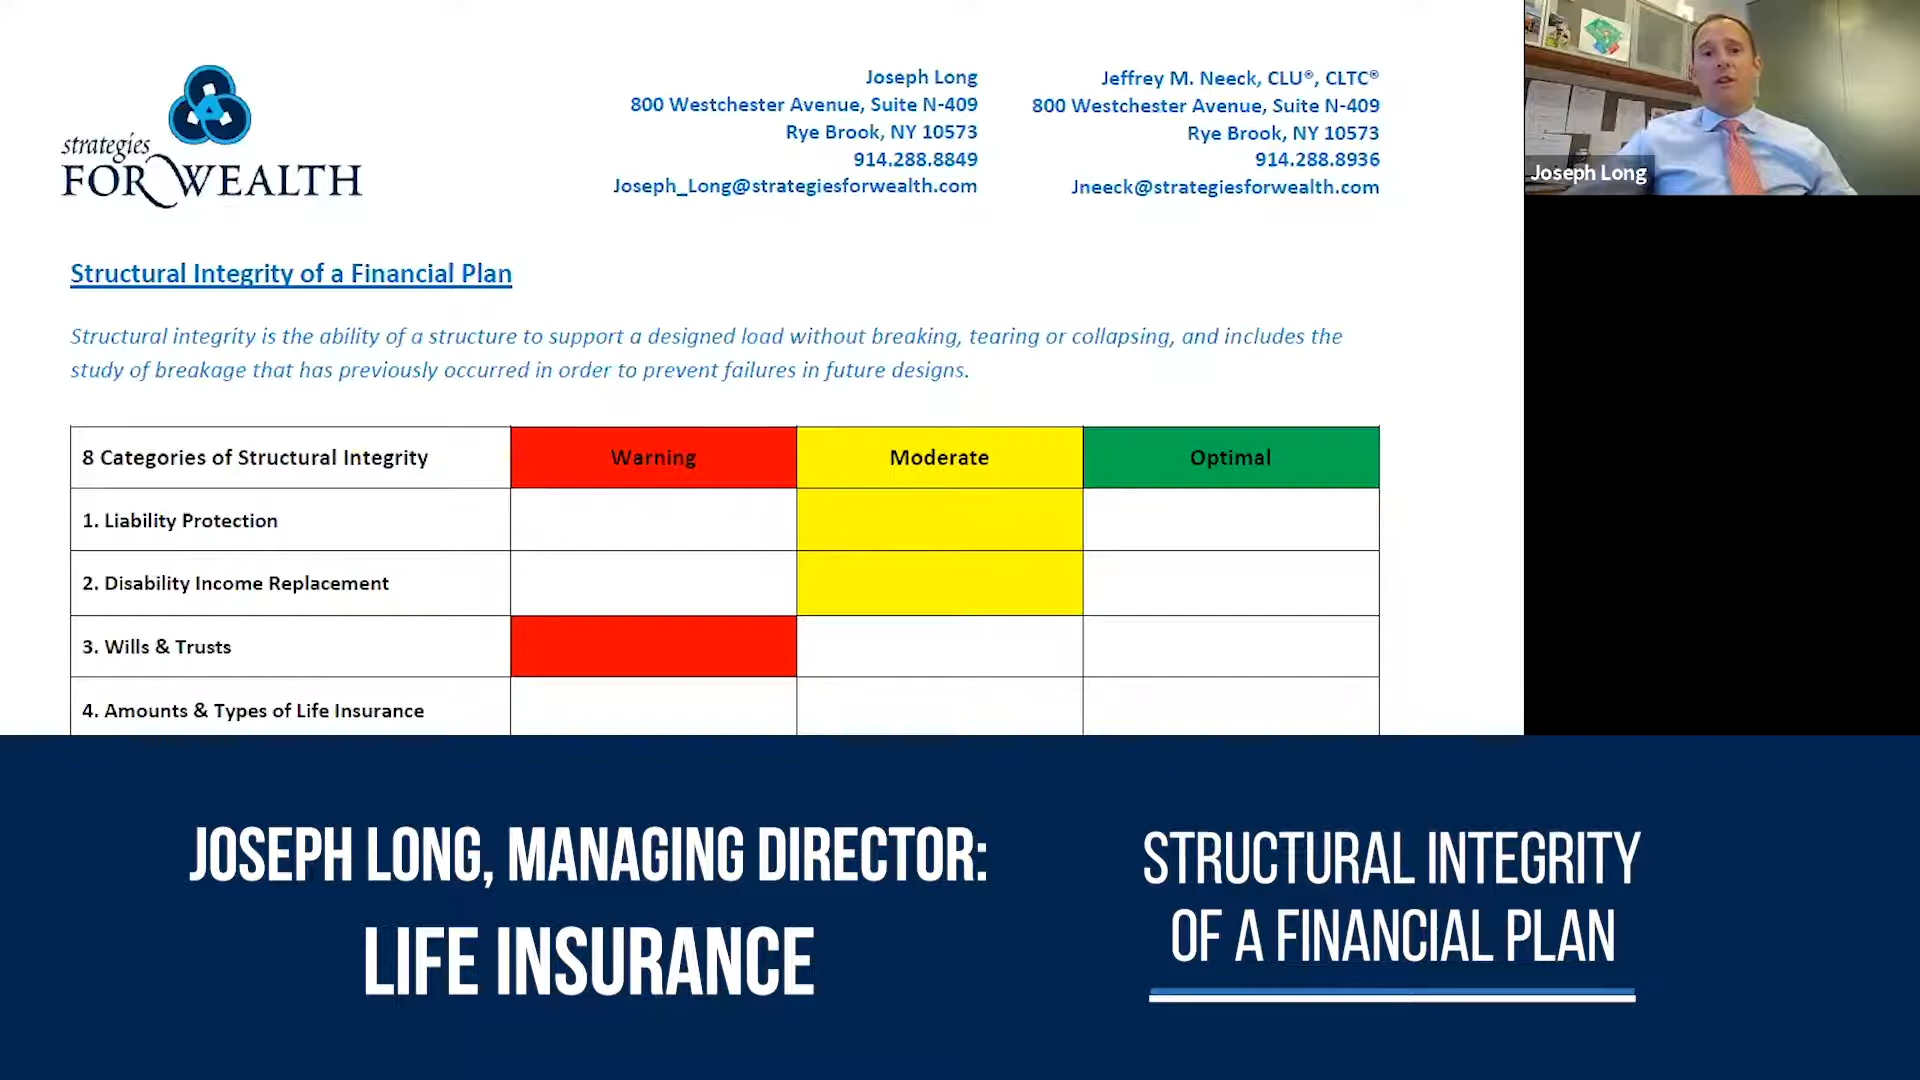 strategies
FOR WEALTH
Joseph Long
800 Westchester Avenue, Suite N-409
Rye Brook, NY 10573
914.288.8849
Joseph_Long@strategiesforwealth.com
Jeffrey M. Neeck, CLU®, CLTC®
800 Westchester Avenue, Suite N-409
Rye Brook, NY 10573
914.288.8936
Jneeck@strategiesforwealth.com
Joseph Long
Structural Integrity of a Financial Plan
Structural integrity is the ability of a structure to support a designed load without breaking, tearing or collapsing, and includes the
study of breakage that has previously occurred in order to prevent failures in future designs.
8 Categories of Structural Integrity
Warning
Moderate
Optimal
1. Liability Protection
2. Disability Income Replacement
3. Wills & Trusts
4. Amounts & Types of Life Insurance
JOSEPH LONG, MANAGING DIRECTOR:
LIFE INSURANCE
STRUCTURAL INTEGRITY
OF A FINANCIAL PLAN